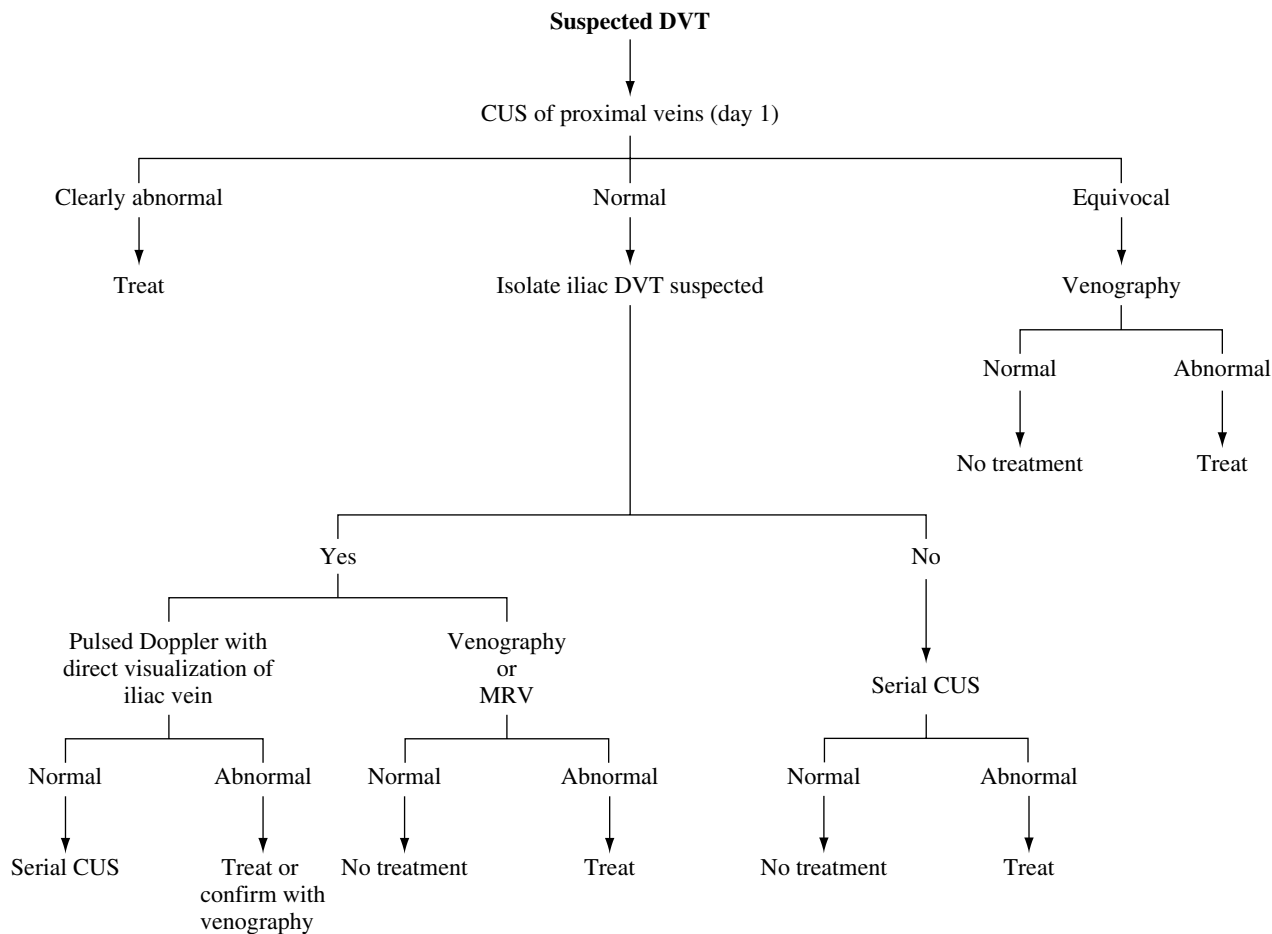 Suspected DVT
CUS of proximal veins (day 1)
Clearly abnormal
Normal
Equivocal
Treat
Isolate iliac DVT suspected
Venography
Normal
Abnormal
No treatment
Treat
Yes
No
Pulsed Doppler with
direct visualization of
iliac vein
Venography
or
MRV
Serial CUS
Normal
Abnormal
Normal
Abnormal
Normal
Abnormal
Serial CUS
Treat or
confirm with
venography
No treatment
Treat
No treatment
Treat